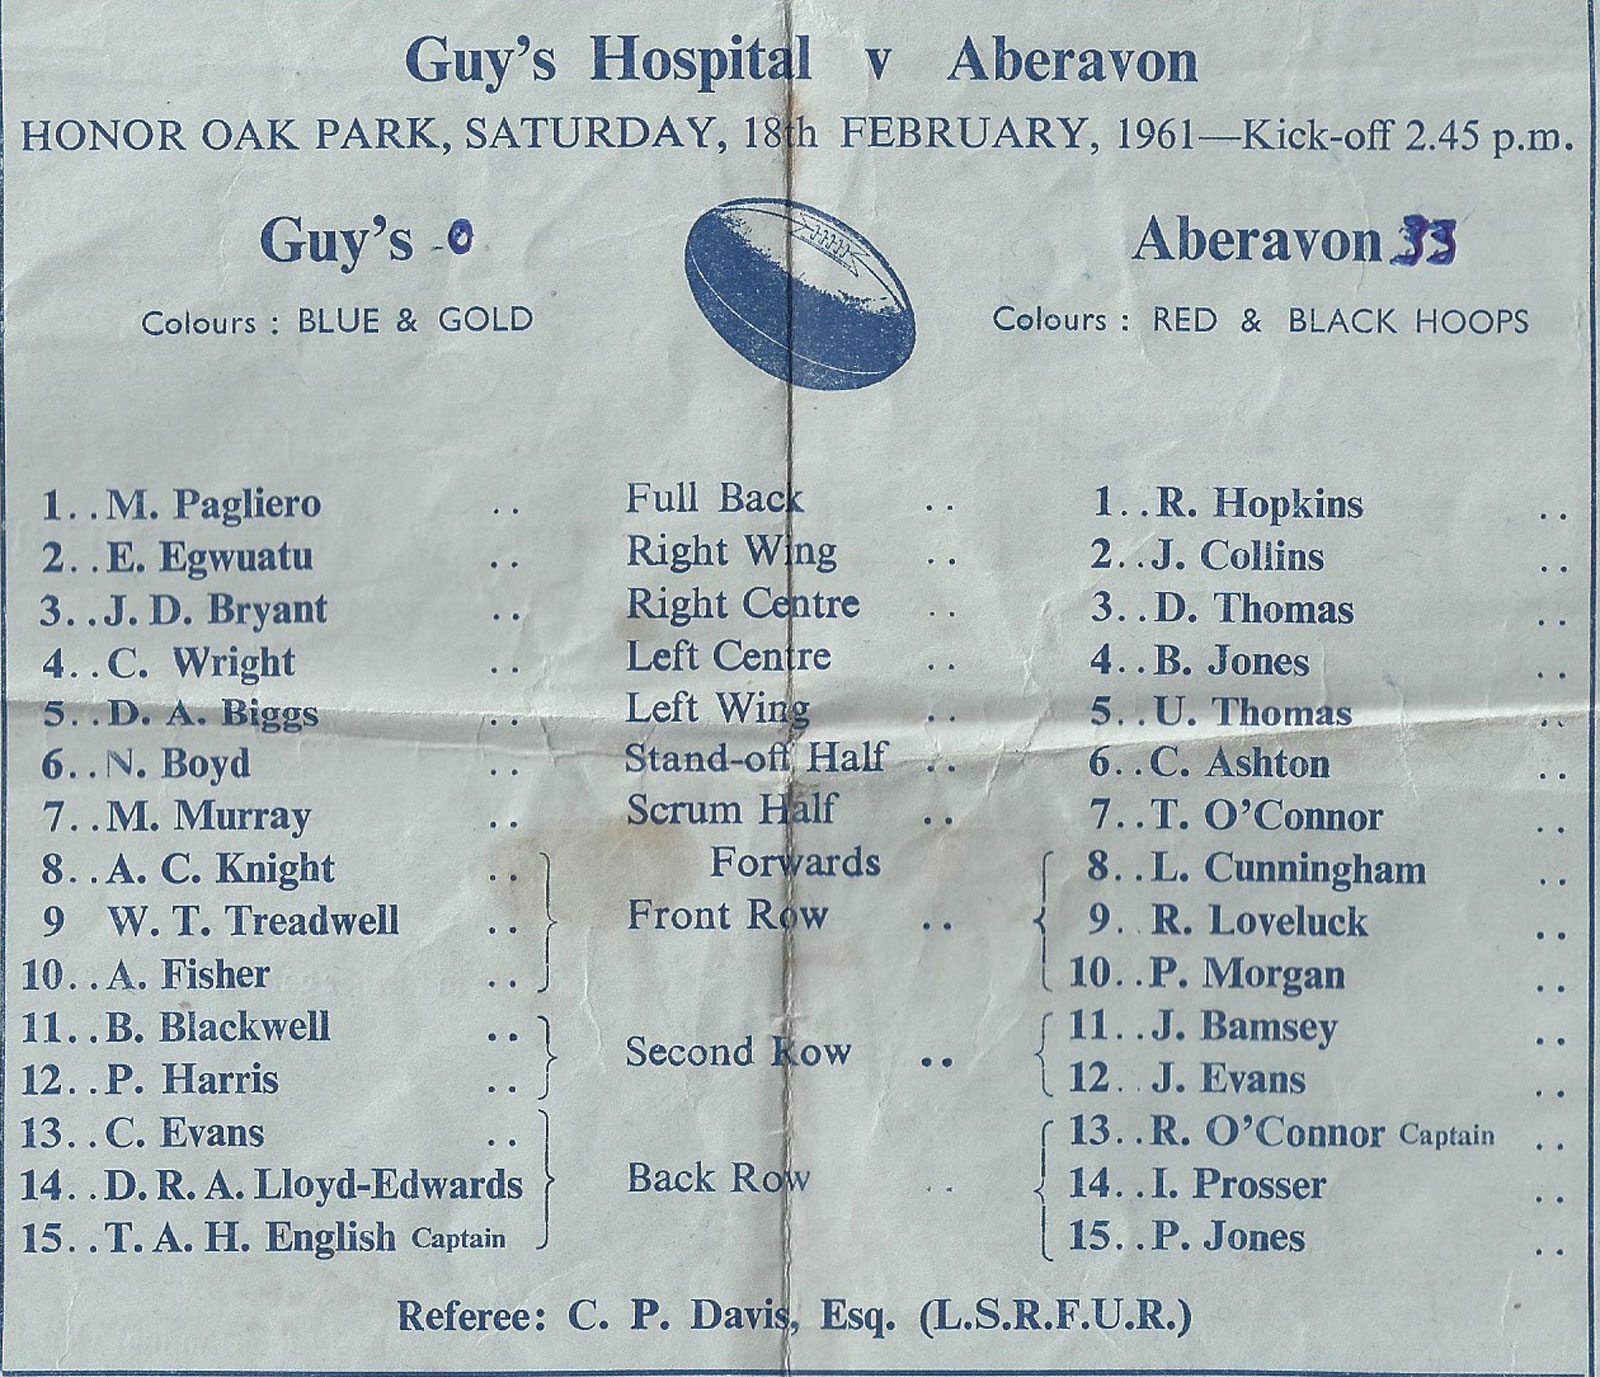 Guy's Hospital v Aberavon
HONOR OAK PARK, SATURDAY, 18th FEBRUARY, 1961—Kick-off 2.45 p.m.
Guy's -0 Aberavon 33
Colours : BLUE & GOLD Colours : RED & BLACK HOOPS
1. . M. Pagliero . . Full Back . . 1. . R. Hopkins . .
2. . E. Egwuatu . . Right Wing . . 2. . J. Collins . .
3. . J. D. Bryant . . Right Centre . . 3. . D. Thomas . .
4. . C. Wright . . Left Centre . . 4. . B. Jones . .
5. . D. A. Biggs . . Left Wing . . 5. . U. Thomas . .
6. . N. Boyd . . Stand-off Half . . 6. . C. Ashton . .
7. . M. Murray . . Scrum Half . . 7. . T. O'Connor . .
8. . A. C. Knight . . Forwards 8. . L. Cunningham . .
9 W. T. Treadwell . . Front Row . . 9. . R. Loveluck . .
10. . A. Fisher . . 10. . P. Morgan . .
11. . B. Blackwell . . 11. . J. Bamsey . .
Second Row . .
12. . P. Harris . . 12. . J. Evans . .
13. . C. Evans . . 13. . R. O'Connor Captain . .
14. . D. R. A. Lloyd-Edwards Back Row . . 14. . I. Prosser . .
15. . T. A. H. English Captain 15. . P. Jones . .
Referee: C. P. Davis, Esq. (L.S.R.F.U.R.)